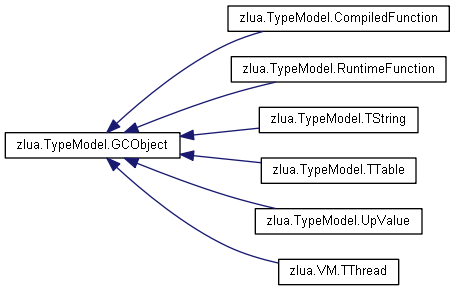 zlua.TypeModel.CompiledFunction
zlua.TypeModel.RuntimeFunction
zlua.TypeModel.TString
zlua.TypeModel.GCObject
zlua.TypeModel.TTable
zlua.TypeModel.UpValue
zlua.VM.TThread